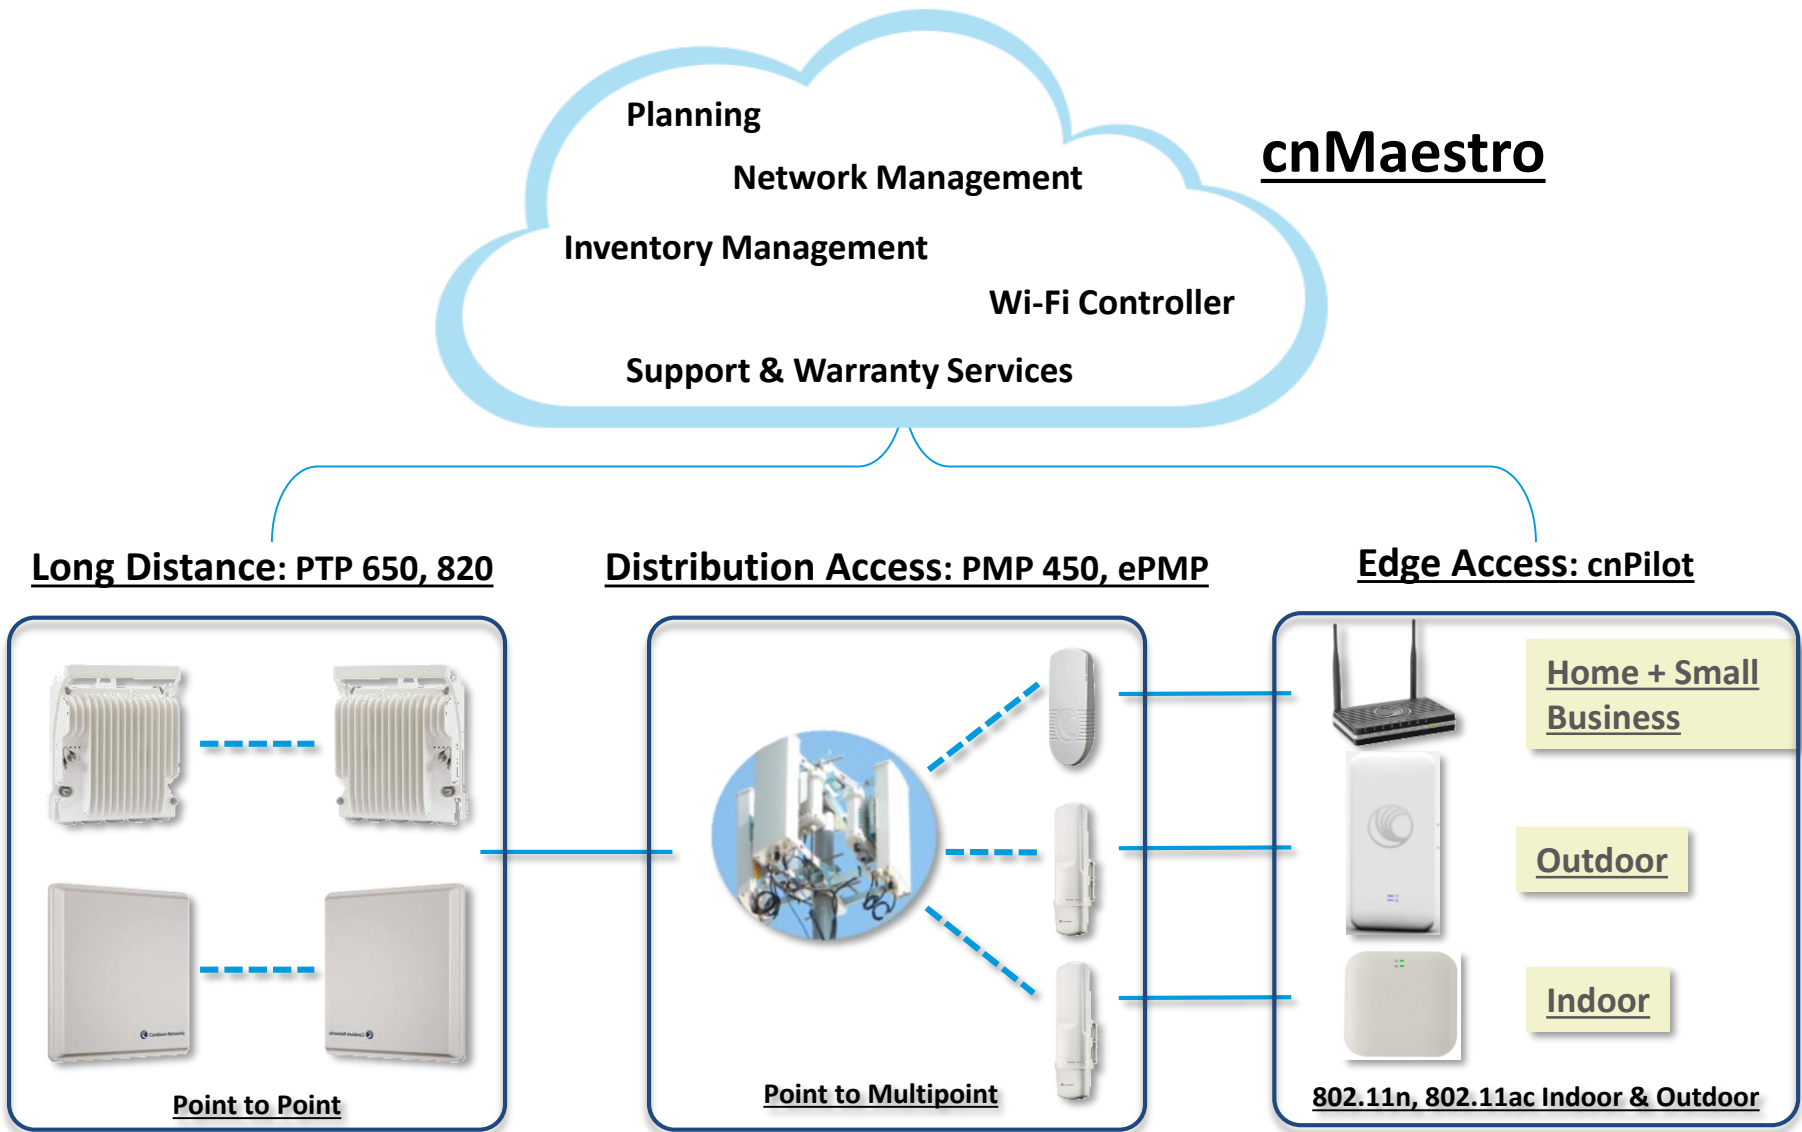 Planning
cnMaestro
Network Management
Inventory Management
Wi-Fi Controller
Support & Warranty Services
Long Distance: PTP 650, 820
Distribution Access: PMP 450, ePMP
Edge Access: cnPilot
Home + Small
Business
Outdoor
Indoor
Cambium Networks
Point to Point
Point to Multipoint
802.11n, 802.11ac Indoor & Outdoor